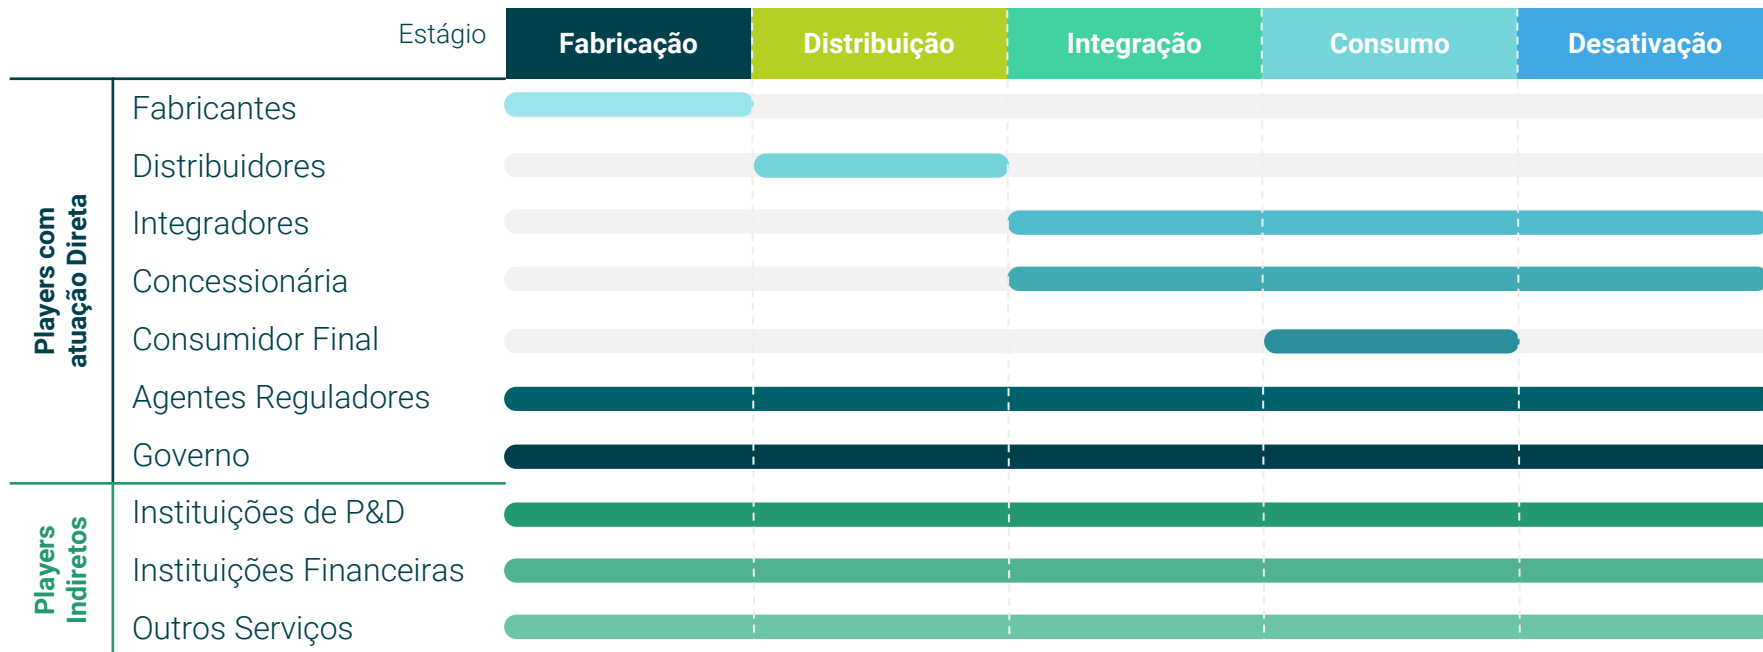 Estágio
Fabricação
Distribuição
Integração
Consumo
Desativação
Players com
atuação Direta
Fabricantes
Distribuidores
Integradores
Concessionária
Consumidor Final
Agentes Reguladores
Governo
Players
Indiretos
Instituições de P&D
Instituições Financeiras
Outros Serviços